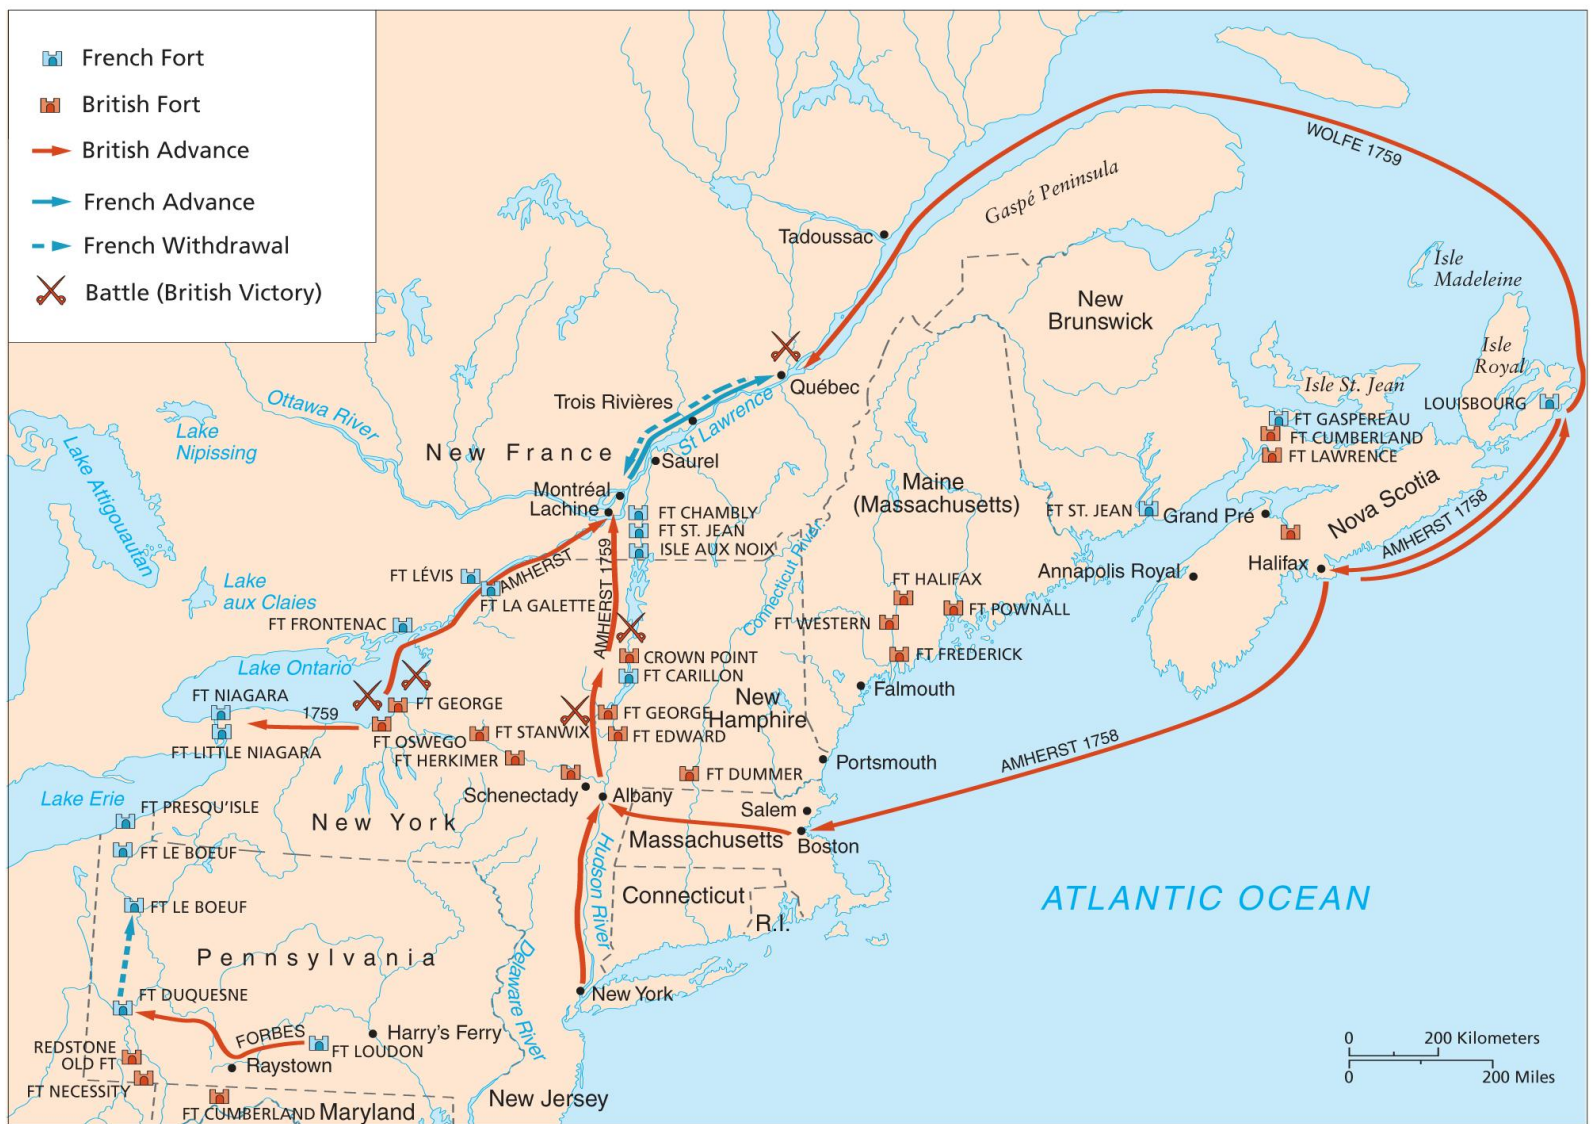 French Fort
British Fort
British Advance
French Advance
French Withdrawal
Battle (British Victory)
WOLFE 1759
Gaspé Peninsula
Tadoussac
Isle
Madeleine
New
Brunswick
Isle
Royal
Isle St. Jean
Québec
Trois Rivières
St Lawrence
Ottawa River
Lake
Nipissing
Lake Attigouautan
New France
Saurel
LOUISBOURG
FT GASPEREAU
FT CUMBERLAND
FT LAWRENCE
Montréal
Lachine
Maine
(Massachusetts)
Nova Scotia
FT CHAMBLY
FT ST. JEAN
ISLE AUX NOIX
FT ST. JEAN
Grand Pré
AMHERST 1758
Connecticut River
Halifax
Annapolis Royal
FT LÉVIS
AMHERST
AMHERST 1759
Lake
aux Claies
FT LA GALETTE
FT HALIFAX
FT POWNALL
FT WESTERN
FT FRONTENAC
FT FREDERICK
CROWN POINT
FT CARILLON
Lake Ontario
Falmouth
FT NIAGARA
FT GEORGE
New
Hamphire
FT GEORGE
1759
FT STANWIX
FT EDWARD
FT OSWEGO
FT LITTLE NIAGARA
FT HERKIMER
AMHERST 1758
Portsmouth
FT DUMMER
Schenectady
Albany
Salem
Lake Erie
FT PRESQU'ISLE
New York
Massachusetts
Boston
FT LE BOEUF
Hudson River
Connecticut
ATLANTIC OCEAN
FT LE BOEUF
R.I.
Pennsylvania
Delaware River
FT DUQUESNE
New York
FORBES
Harry's Ferry
REDSTONE
OLD FT
FT LOUDON
Raystown
FT NECESSITY
FT CUMBERLAND
Maryland
New Jersey
0 200 Kilometers
0 200 Miles